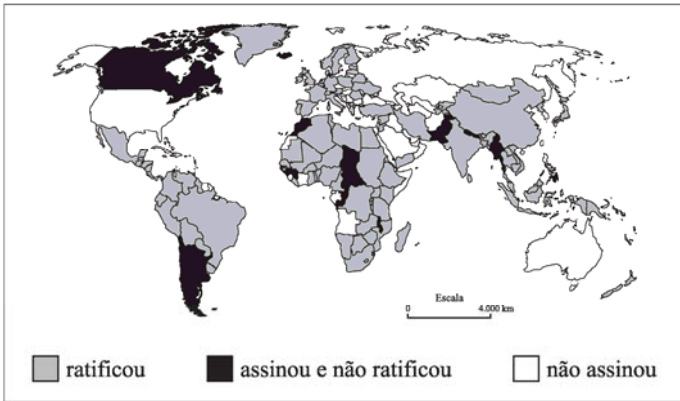 Escala
0 4.000 km
ratificou assinou e não ratificou não assinou